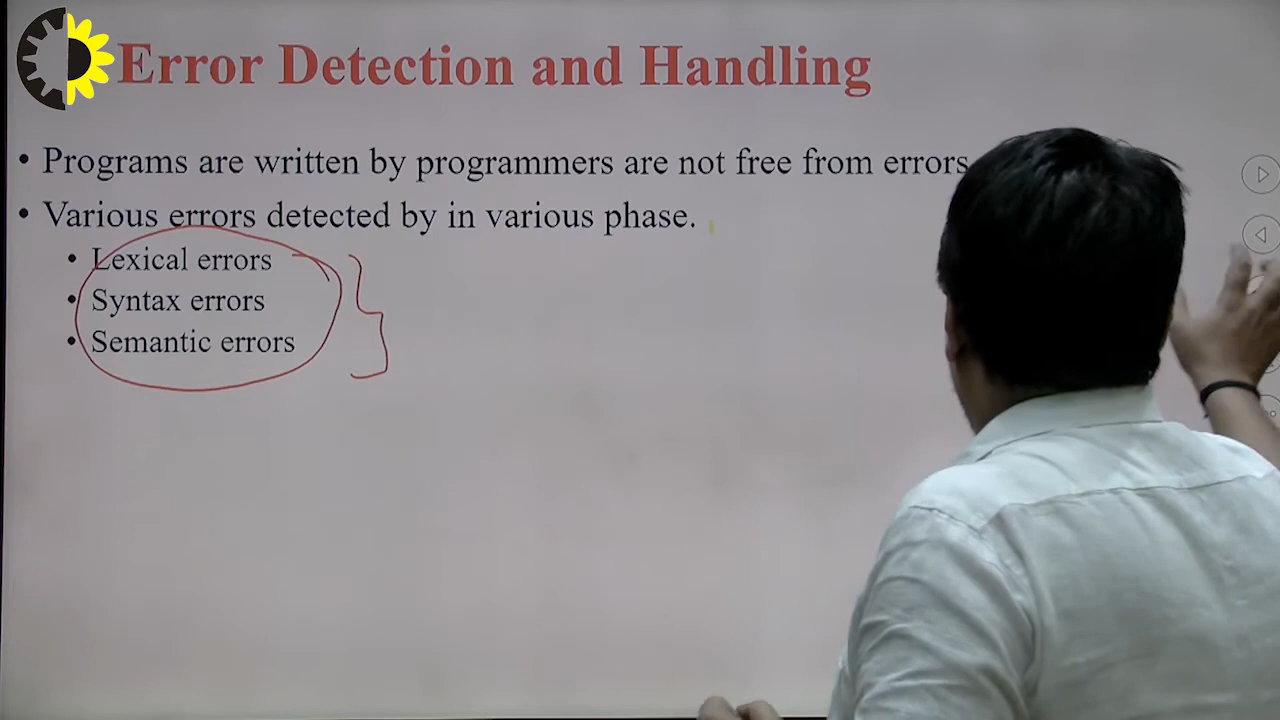 Error Detection and Handling
• Programs are written by programmers are not free from errors
• Various errors detected by in various phase.
• Lexical errors
• Syntax errors
• Semantic errors